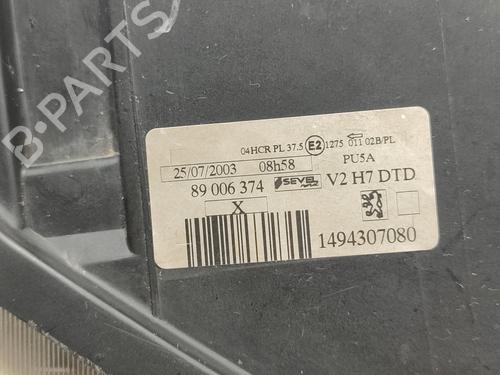 04HCR PL 37.5 E2 1275 011 02B/PL
25/07/2003 08h58 PU5A
89 006 374 SEVEL V2 H7 DTD
X
1494307080
B-PARTS